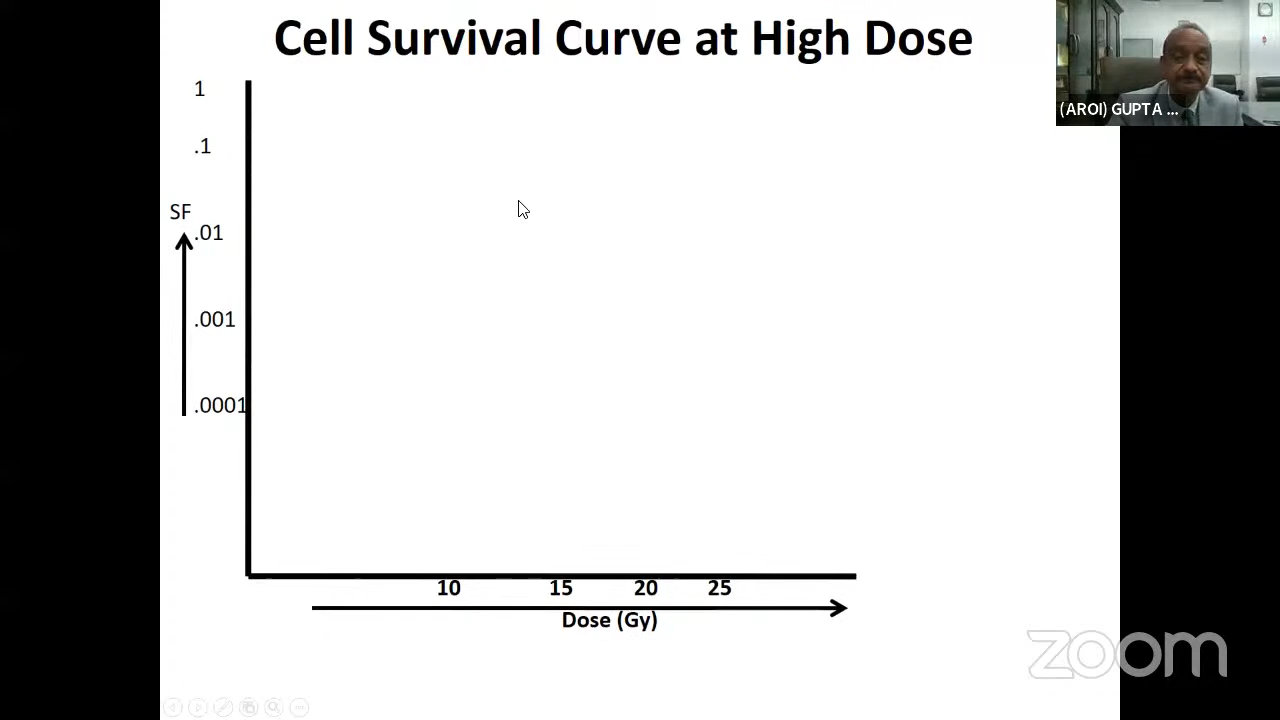 Cell Survival Curve at High Dose
(AROI) GUPTA ...
1
.1
SF
.01
.001
.0001
10 15 20 25
Dose (Gy)
zoom